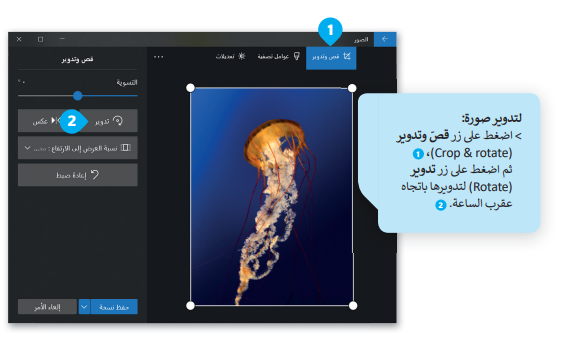 1
الصور
قص وتدوير
عوامل تصفية
تعديلات
قص وتدوير
التسوية
°٠
تدوير
2
عكس
نسبة العرض إلى الارتفاع :
إعادة ضبط
حفظ نسخة
إلغاء الأمر
لتدوير صورة:
> اضغط على زر قصّ وتدوير
(Crop & rotate)، 1
ثم اضغط على زر تدوير
(Rotate) لتدويرها باتجاه
عقرب الساعة. 2